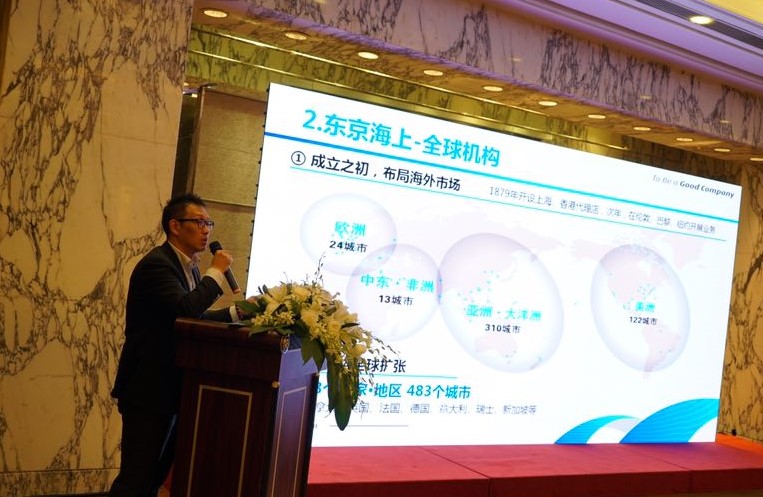 2.东京海上-全球机构
① 成立之初，布局海外市场
To Be a Good Company
1879年开设上海、香港代理店，次年，在伦敦、巴黎、纽约开展业务
欧洲
24城市
中东·非洲
13城市
亚洲·大洋洲
310城市
美洲
122城市
全球扩张
家·地区 483个城市
国、法国、德国、意大利、瑞士、新加坡等